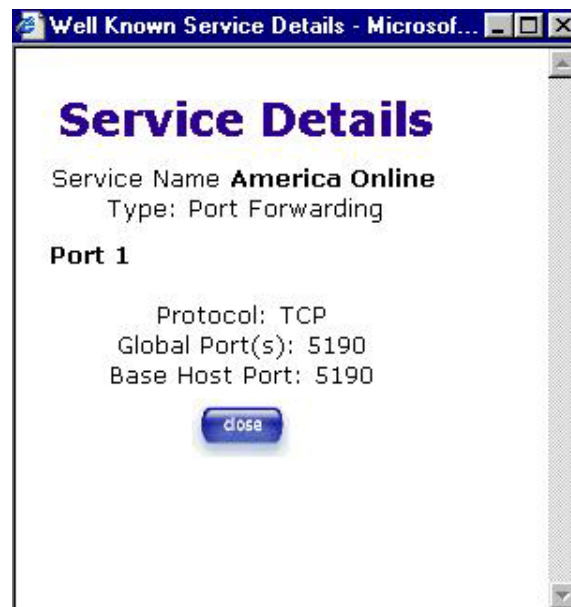 Well Known Service Details - Microsof...
Service Details
Service Name America Online
Type: Port Forwarding
Port 1
Protocol: TCP
Global Port(s): 5190
Base Host Port: 5190
close